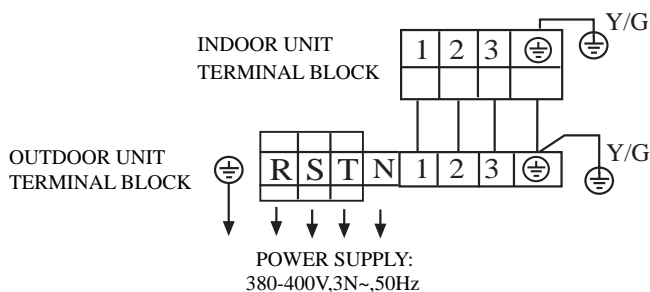 Y/G
INDOOR UNIT
TERMINAL BLOCK
1 2 3
OUTDOOR UNIT
TERMINAL BLOCK
R S T N 1 2 3
Y/G
POWER SUPPLY:
380-400V,3N~,50Hz